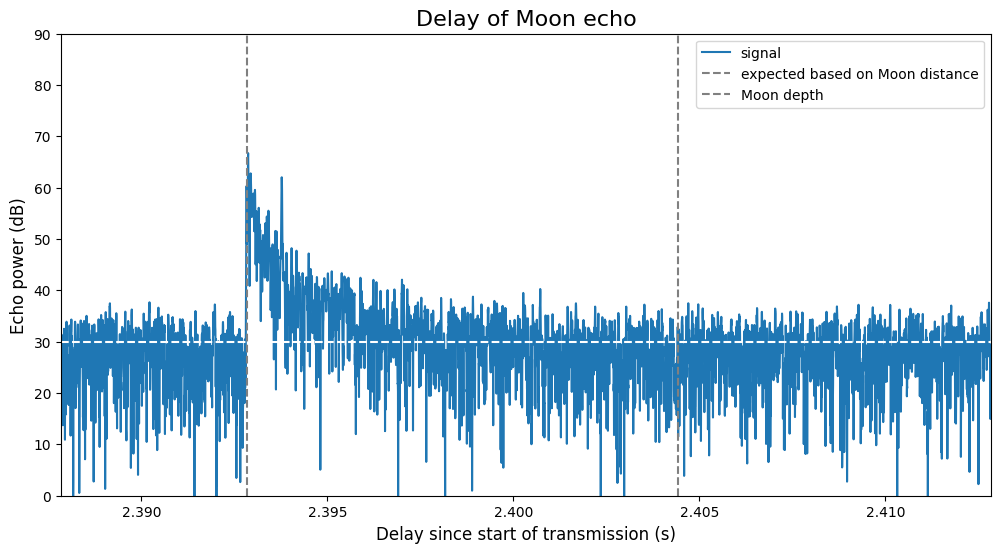 Delay of Moon echo
90
80
70
60
50
40
30
20
10
0
Echo power (dB)
signal
expected based on Moon distance
Moon depth
2.390 2.395 2.400 2.405 2.410
Delay since start of transmission (s)